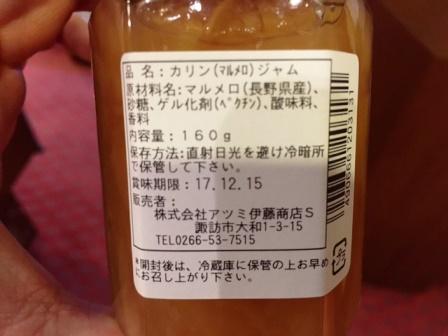 品 名:カリン(マルメロ)ジャム
原材料名:マルメロ(長野県産)、
砂糖、ゲル化剤(ペクチン)、酸味料、
香料
内容量:160g
保存方法:直射日光を避け冷暗所
で保管して下さい。
賞味期限:17.12.15
販売者:
株式会社アツミ伊藤商店S
諏訪市大和1-3-15
TEL0266-53-7515
*開封後は、冷蔵庫に保管の上お早め
にお召し上がり下さい。